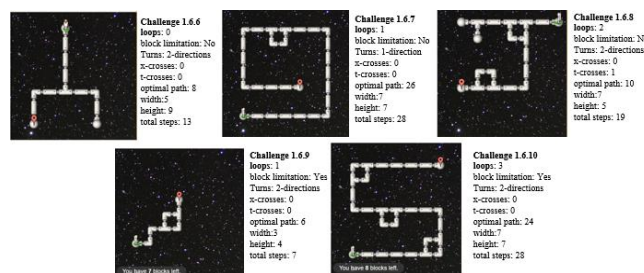 Challenge 1.6.6
loops: 0
block limitation: No
Turns: 2-directions
x-crosses: 0
t-crosses: 0
optimal path: 8
width:5
height: 9
total steps: 13
Challenge 1.6.7
loops: 1
block limitation: No
Turns: 1-direction
x-crosses: 0
t-crosses: 0
optimal path: 26
width:7
height: 7
total steps: 28
Challenge 1.6.8
loops: 2
block limitation: N
Turns: 2-directions
x-crosses: 0
t-crosses: 1
optimal path: 10
width:7
height: 5
total steps: 19
Challenge 1.6.9
loops: 1
block limitation: Yes
Turns: 2-directions
x-crosses: 0
t-crosses: 0
optimal path: 6
width:3
height: 4
total steps: 7
You have 7 blocks left.
Challenge 1.6.10
loops: 3
block limitation: Yes
Turns: 2-directions
x-crosses: 0
t-crosses: 0
optimal path: 24
width:7
height: 7
total steps: 28
You have 8 blocks left.